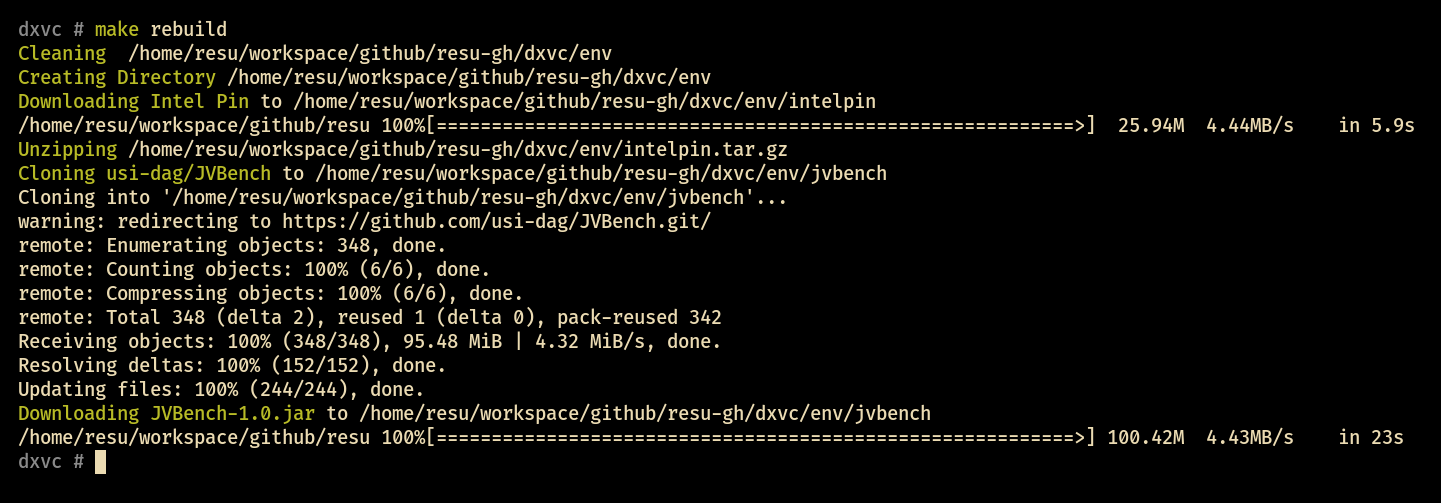 dxvc # make rebuild
Cleaning  /home/resu/workspace/github/resu-gh/dxvc/env
Creating Directory /home/resu/workspace/github/resu-gh/dxvc/env
Downloading Intel Pin to /home/resu/workspace/github/resu-gh/dxvc/env/intelpin
/home/resu/workspace/github/resu 100%[==========================================================>]  25.94M  4.44MB/s    in 5.9s
Unzipping /home/resu/workspace/github/resu-gh/dxvc/env/intelpin.tar.gz
Cloning usi-dag/JVBench to /home/resu/workspace/github/resu-gh/dxvc/env/jvbench
Cloning into '/home/resu/workspace/github/resu-gh/dxvc/env/jvbench'...
warning: redirecting to https://github.com/usi-dag/JVBench.git/
remote: Enumerating objects: 348, done.
remote: Counting objects: 100% (6/6), done.
remote: Compressing objects: 100% (6/6), done.
remote: Total 348 (delta 2), reused 1 (delta 0), pack-reused 342
Receiving objects: 100% (348/348), 95.48 MiB | 4.32 MiB/s, done.
Resolving deltas: 100% (152/152), done.
Updating files: 100% (244/244), done.
Downloading JVBench-1.0.jar to /home/resu/workspace/github/resu-gh/dxvc/env/jvbench
/home/resu/workspace/github/resu 100%[==========================================================>] 100.42M  4.43MB/s    in 23s
dxvc #